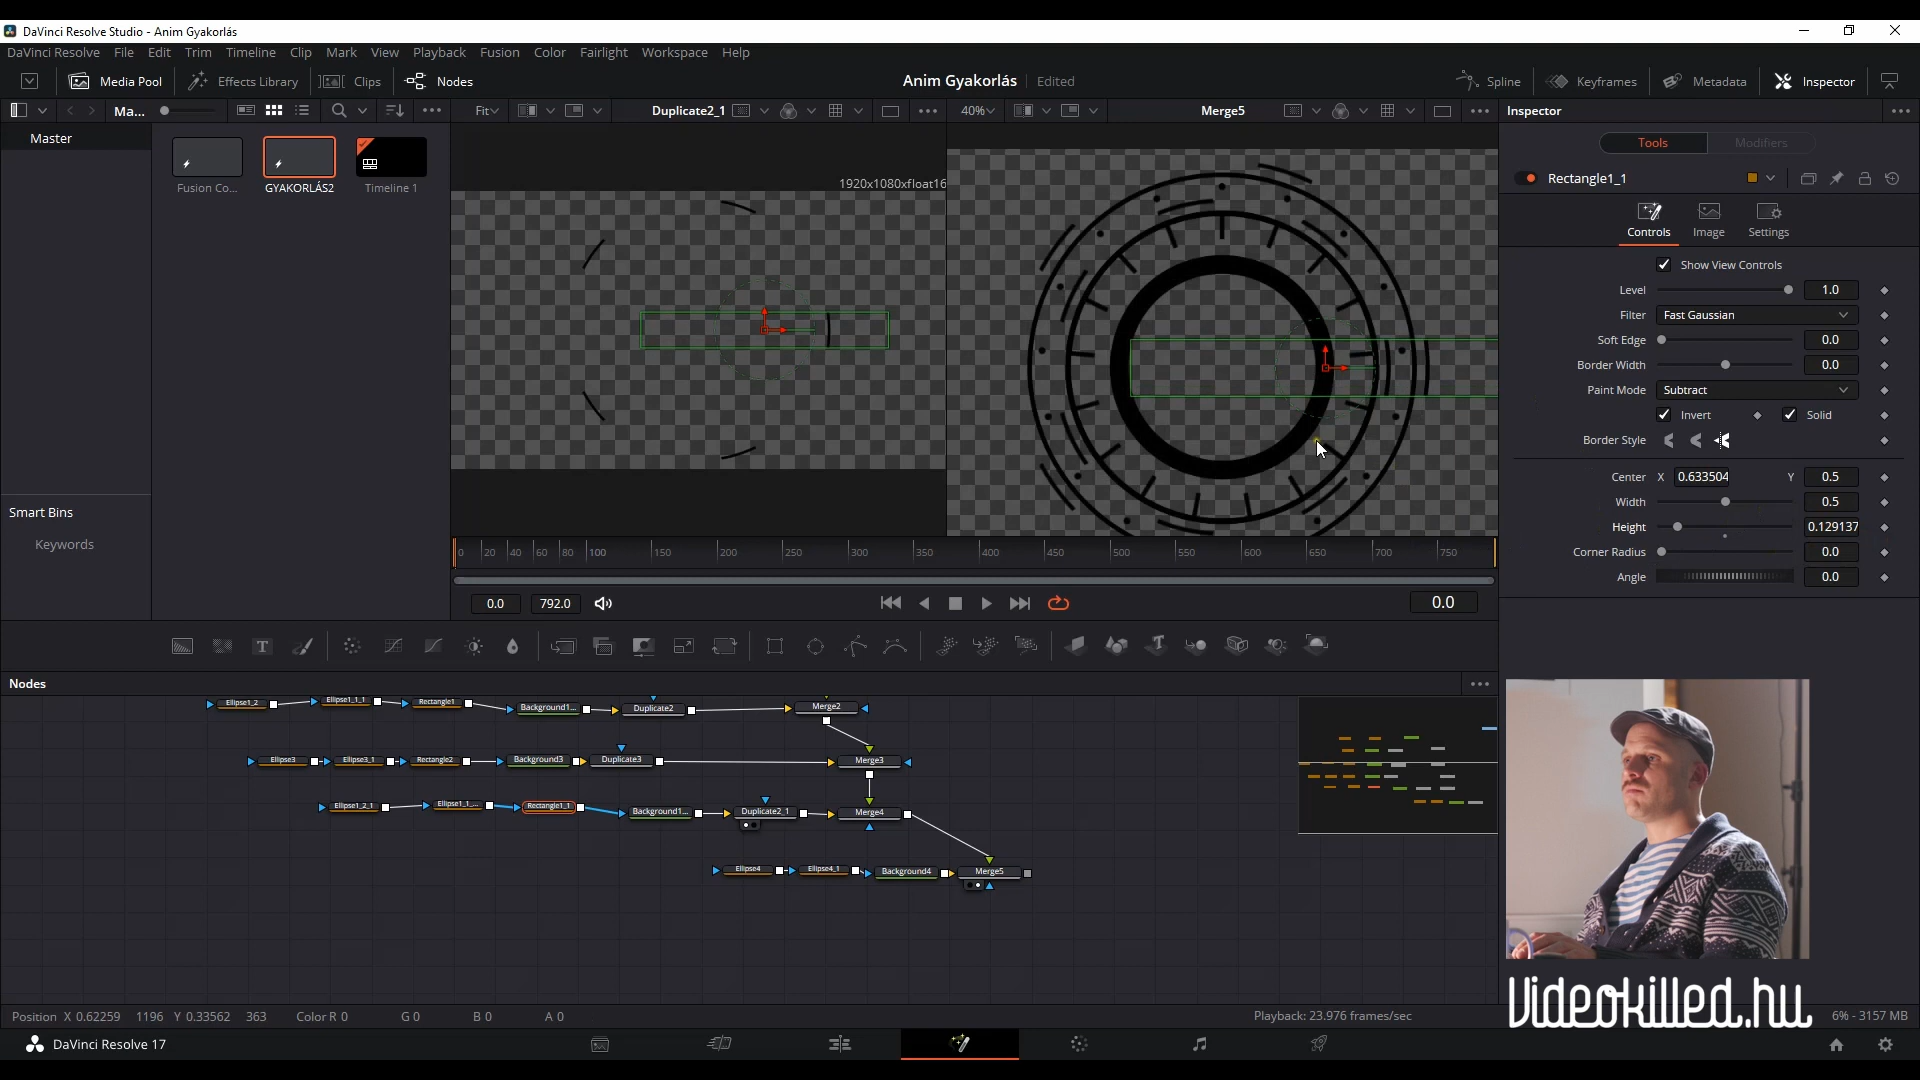 DaVinci Resolve Studio - Anim Gyakorlás
DaVinci Resolve File Edit Trim Timeline Clip Mark View Playback Fusion Color Fairlight Workspace Help
Media Pool Effects Library Clips Nodes Anim Gyakorlás Edited Spline Keyframes Metadata Inspector
Ma... Fit Duplicate2_1 40% Merge5 Inspector
Master
Tools Modifiers
1920x1080xfloat16
Fusion Co... GYAKORLÁS2 Timeline 1
Rectangle1_1
Controls Image Settings
Show View Controls
Level 1.0
Filter Fast Gaussian
Soft Edge 0.0
Border Width 0.0
Paint Mode Subtract
Invert Solid
Border Style
Center X 0.633504 Y 0.5
Width 0.5
Height 0.129137
Corner Radius 0.0
Angle 0.0
Smart Bins
Keywords
0 20 40 60 80 100 150 200 250 300 350 400 450 500 550 600 650 700 750
0.0 792.0 0.0
Nodes
Ellipse1_2 Ellipse1_1_1 Rectangle1 Background1... Duplicate2 Merge2
Ellipse3 Ellipse3_1 Rectangle2 Background3 Duplicate3 Merge3
Ellipse1_2_1 Ellipse1_1_... Rectangle1_1 Background1... Duplicate2_1 Merge4
Ellipse4 Ellipse4_1 Background4 Merge5
Videokilled.hu
Position X 0.62259 1196 Y 0.33562 363 Color R 0 G 0 B 0 A 0 Playback: 23.976 frames/sec 6% - 3157 MB
DaVinci Resolve 17